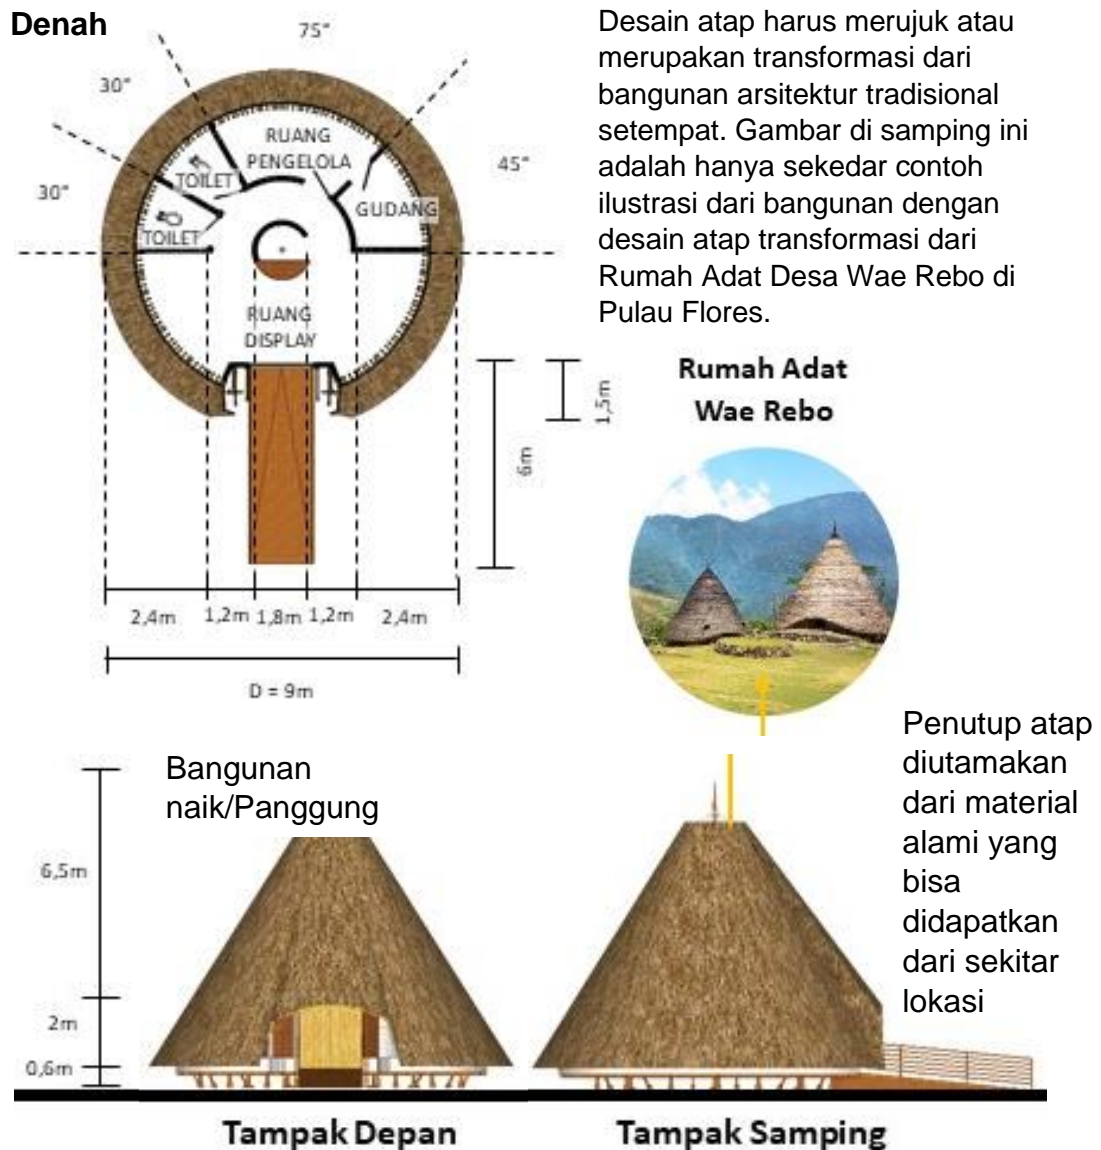 Denah
75°
30°
30°
45°
RUANG
PENGELOLA
TOILET
TOILET
GUDANG
RUANG
DISPLAY
1,5m
6m
2,4m
1,2m
1,8m
1,2m
2,4m
D = 9m
Desain atap harus merujuk atau
merupakan transformasi dari
bangunan arsitektur tradisional
setempat. Gambar di samping ini
adalah hanya sekedar contoh
ilustrasi dari bangunan dengan
desain atap transformasi dari
Rumah Adat Desa Wae Rebo di
Pulau Flores.
Rumah Adat
Wae Rebo
Bangunan
naik/Panggung
6,5m
2m
0,6m
Penutup atap
diutamakan
dari material
alami yang
bisa
didapatkan
dari sekitar
lokasi
Tampak Depan
Tampak Samping